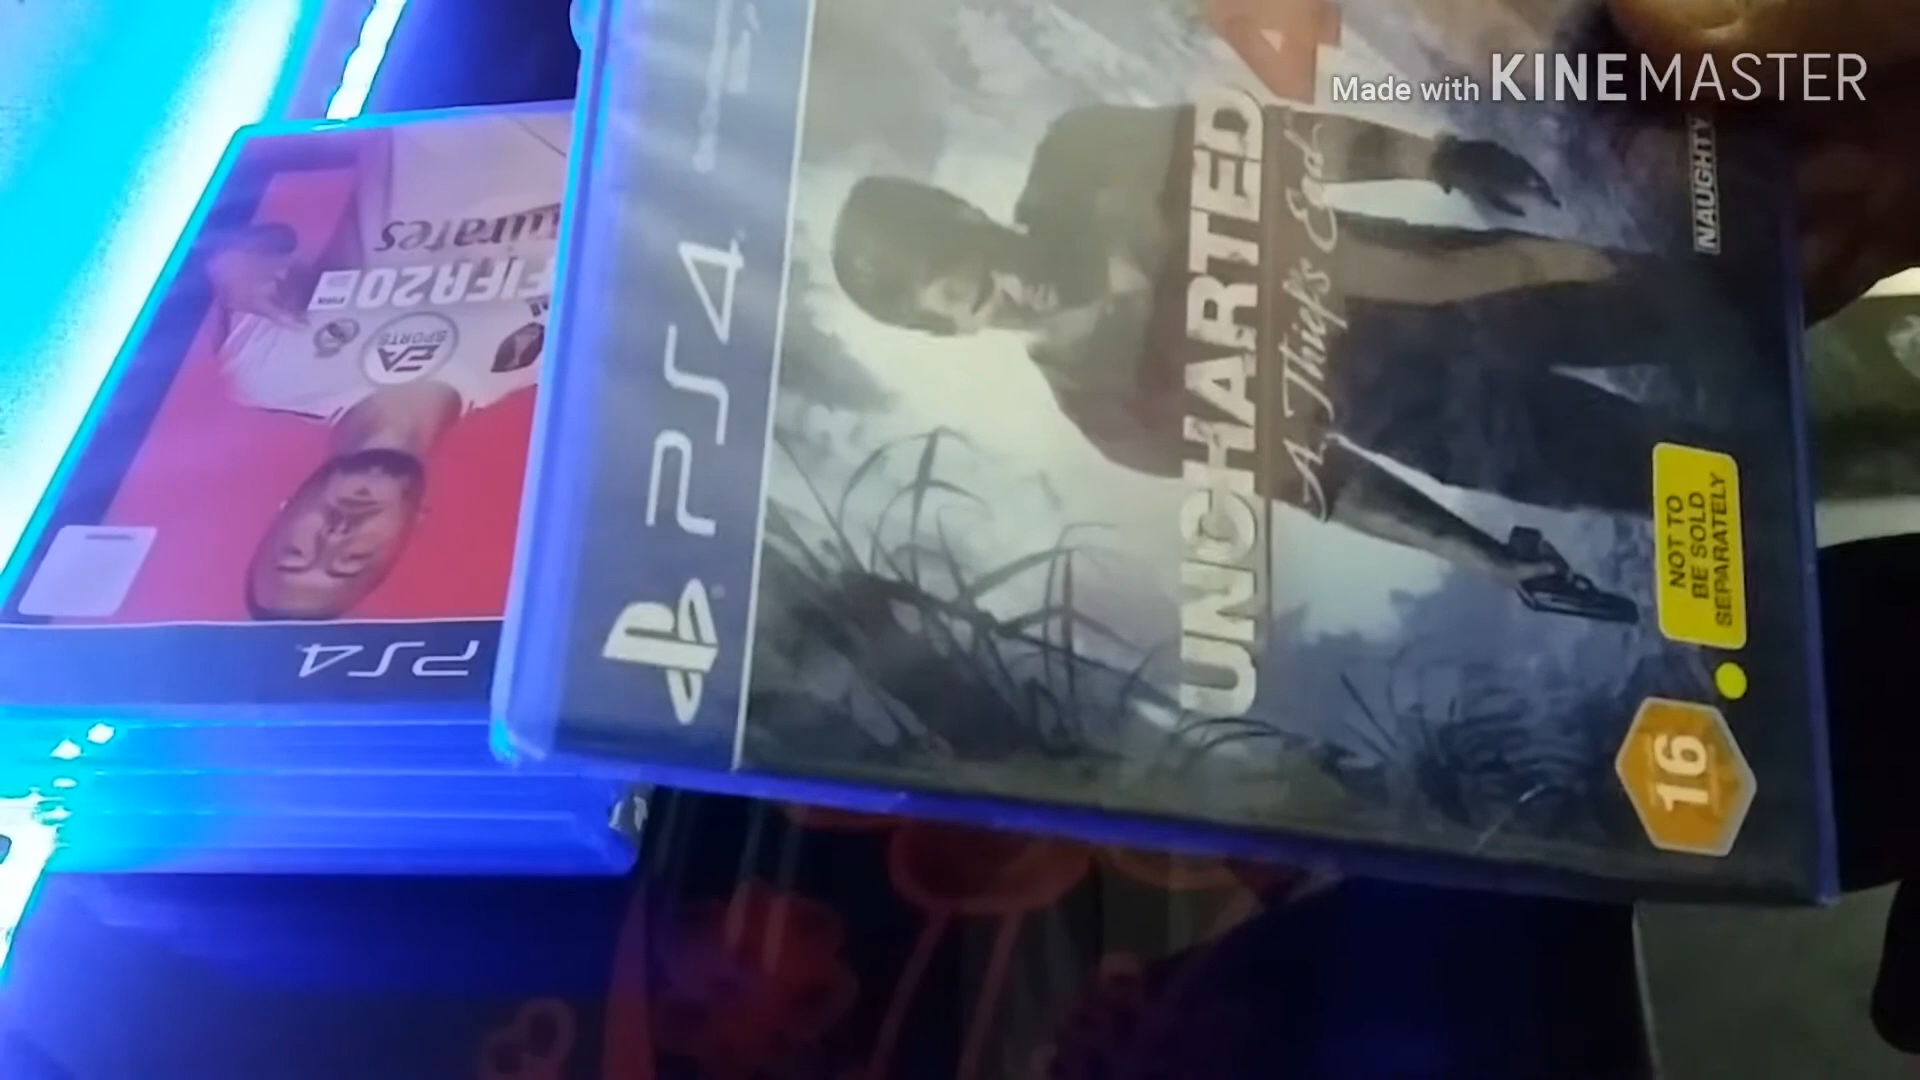 Made with KINEMASTER
PS4
UNCHARTED 4
A Thief's End
NAUGHTY
NOT TO
BE SOLD
SEPARATELY
16
urates
FIFA20
EA
SPORTS
PS4